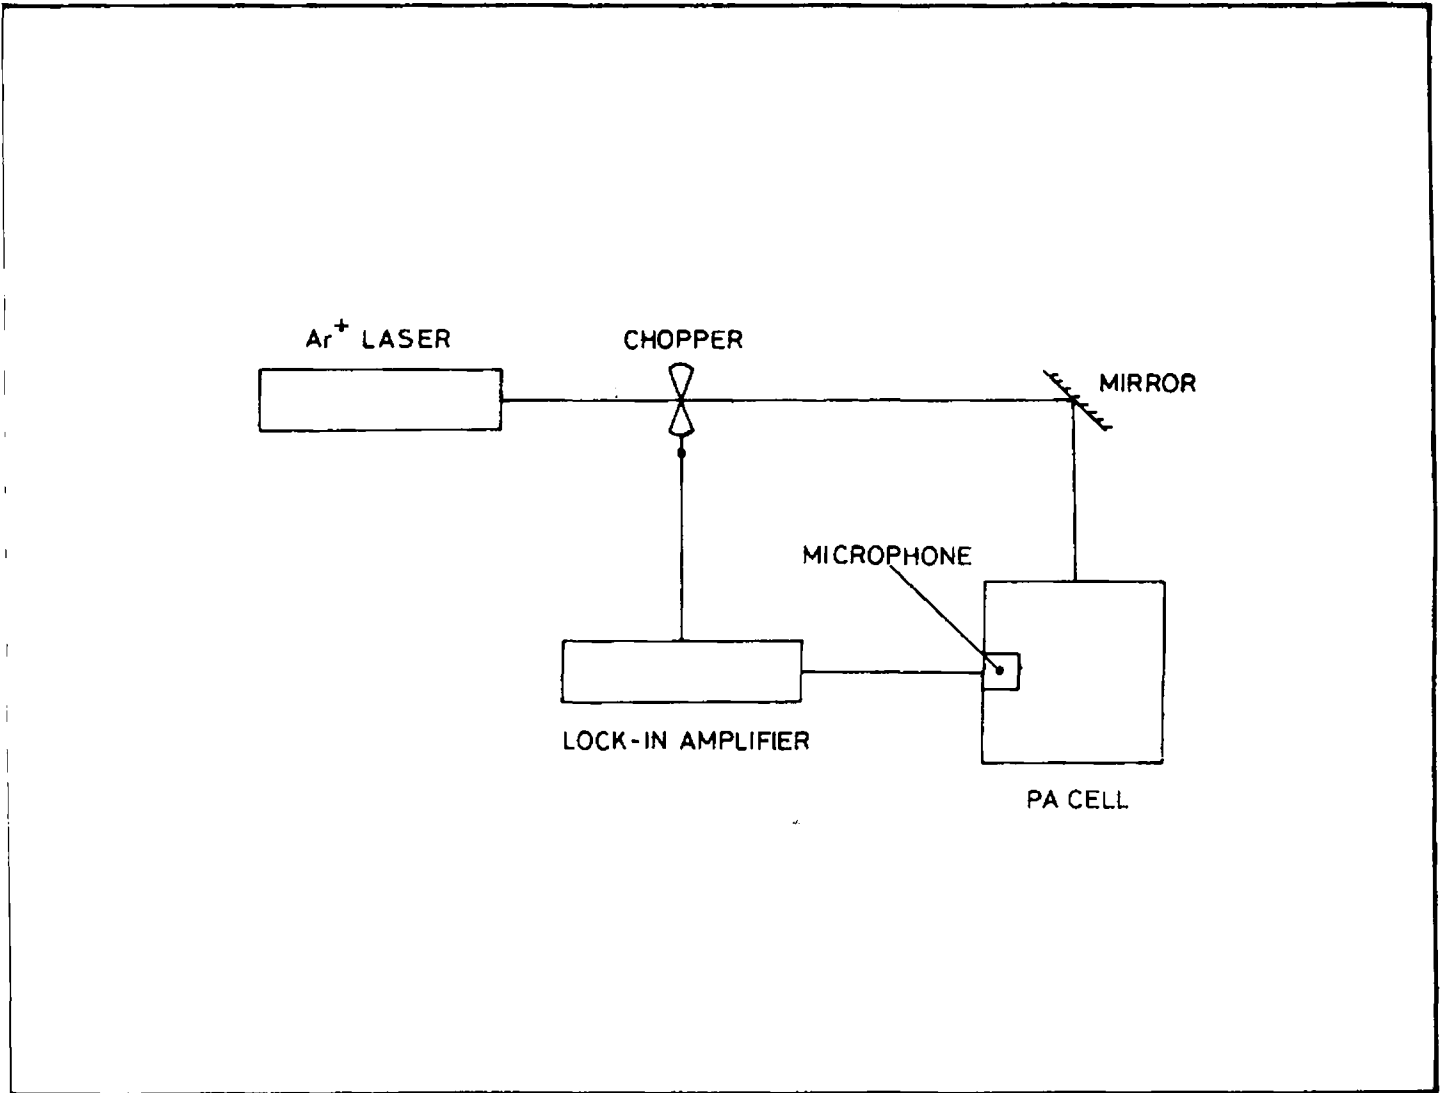 Ar+ LASER
CHOPPER
MIRROR
MICROPHONE
LOCK-IN AMPLIFIER
PA CELL